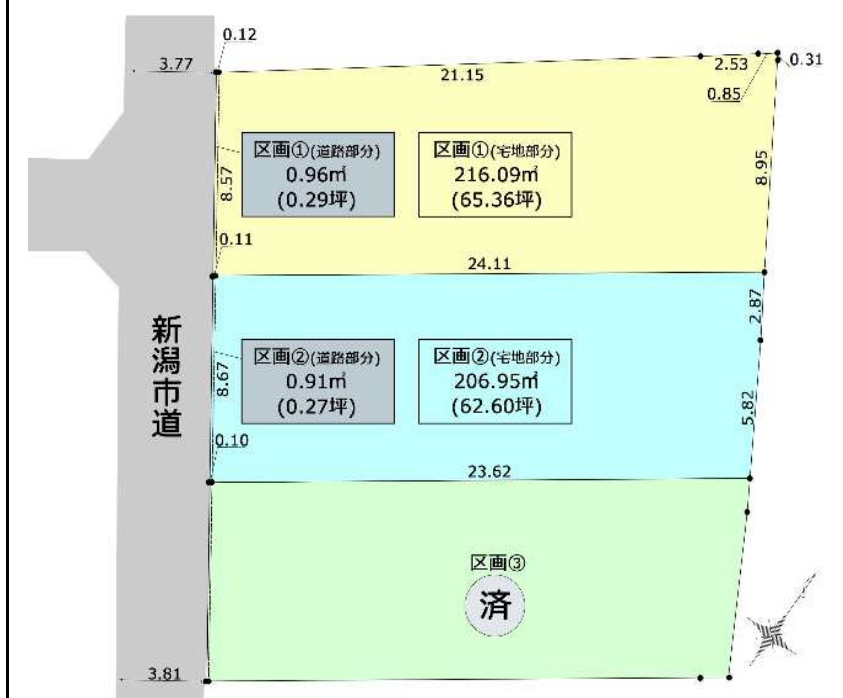 0.12
3.77
21.15
2.53
0.31
0.85
区画①(道路部分)
0.96㎡
(0.29坪)
区画①(宅地部分)
216.09㎡
(65.36坪)
8.57
8.95
0.11
24.11
2.87
新潟市道
区画②(道路部分)
0.91㎡
(0.27坪)
区画②(宅地部分)
206.95㎡
(62.60坪)
8.67
5.82
0.10
23.62
区画③
済
3.81